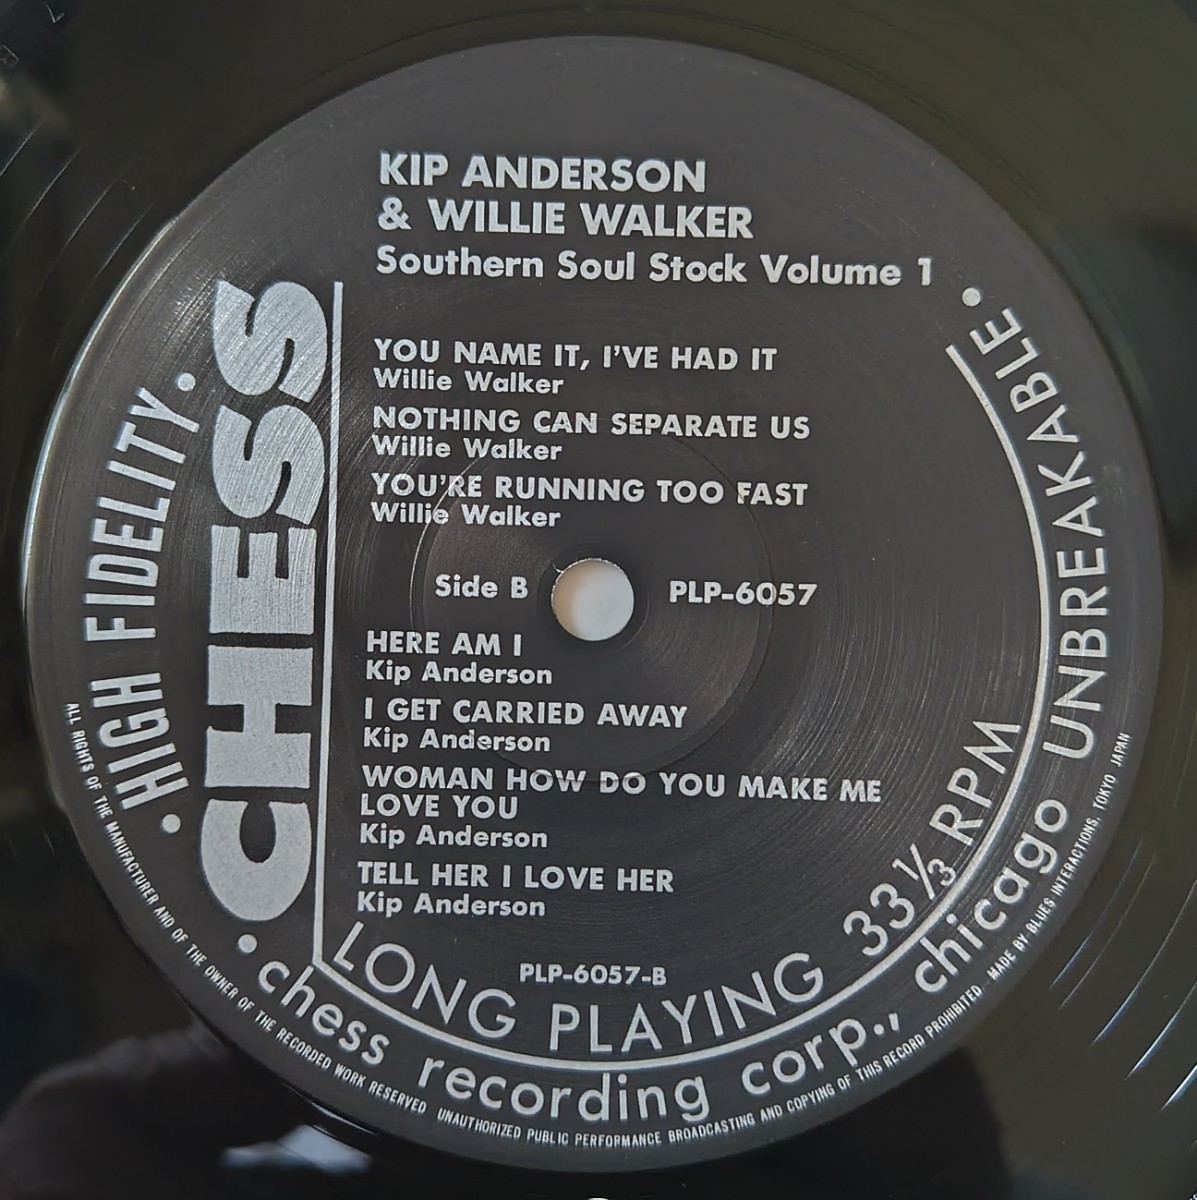 KIP ANDERSON
& WILLIE WALKER
Southern Soul Stock Volume 1
YOU NAME IT, I'VE HAD IT
Willie Walker
NOTHING CAN SEPARATE US
Willie Walker
YOU'RE RUNNING TOO FAST
Willie Walker
Side B PLP-6057
HERE AM I
Kip Anderson
I GET CARRIED AWAY
Kip Anderson
WOMAN HOW DO YOU MAKE ME
LOVE YOU
Kip Anderson
TELL HER I LOVE HER
Kip Anderson
PLP-6057-B
CHESS
• HIGH FIDELITY •
LONG PLAYING 33⅓ RPM
• chess recording corp., chicago UNBREAKABLE •
ALL RIGHTS OF THE MANUFACTURER AND OF THE OWNER OF THE RECORDED WORK RESERVED UNAUTHORIZED PUBLIC PERFORMANCE BROADCASTING AND COPYING OF THIS RECORD PROHIBITED. MADE BY BLUES INTERACTIONS, TOKYO JAPAN